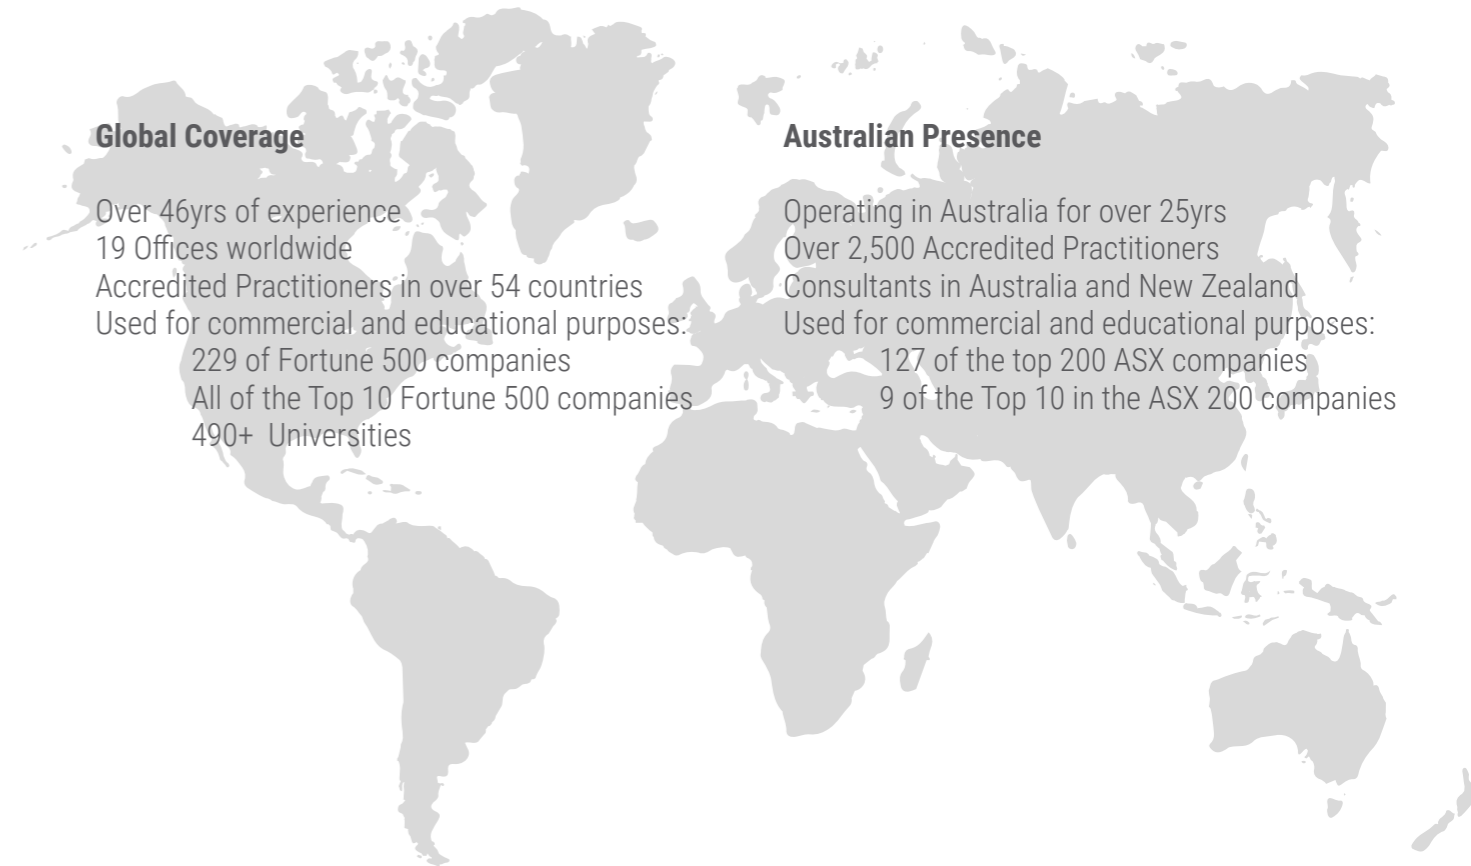 Global Coverage
Over 46yrs of experience
19 Offices worldwide
Accredited Practitioners in over 54 countries
Used for commercial and educational purposes:
229 of Fortune 500 companies
All of the Top 10 Fortune 500 companies
490+  Universities
Australian Presence
Operating in Australia for over 25yrs
Over 2,500 Accredited Practitioners
Consultants in Australia and New Zealand
Used for commercial and educational purposes:
127 of the top 200 ASX companies
9 of the Top 10 in the ASX 200 companies